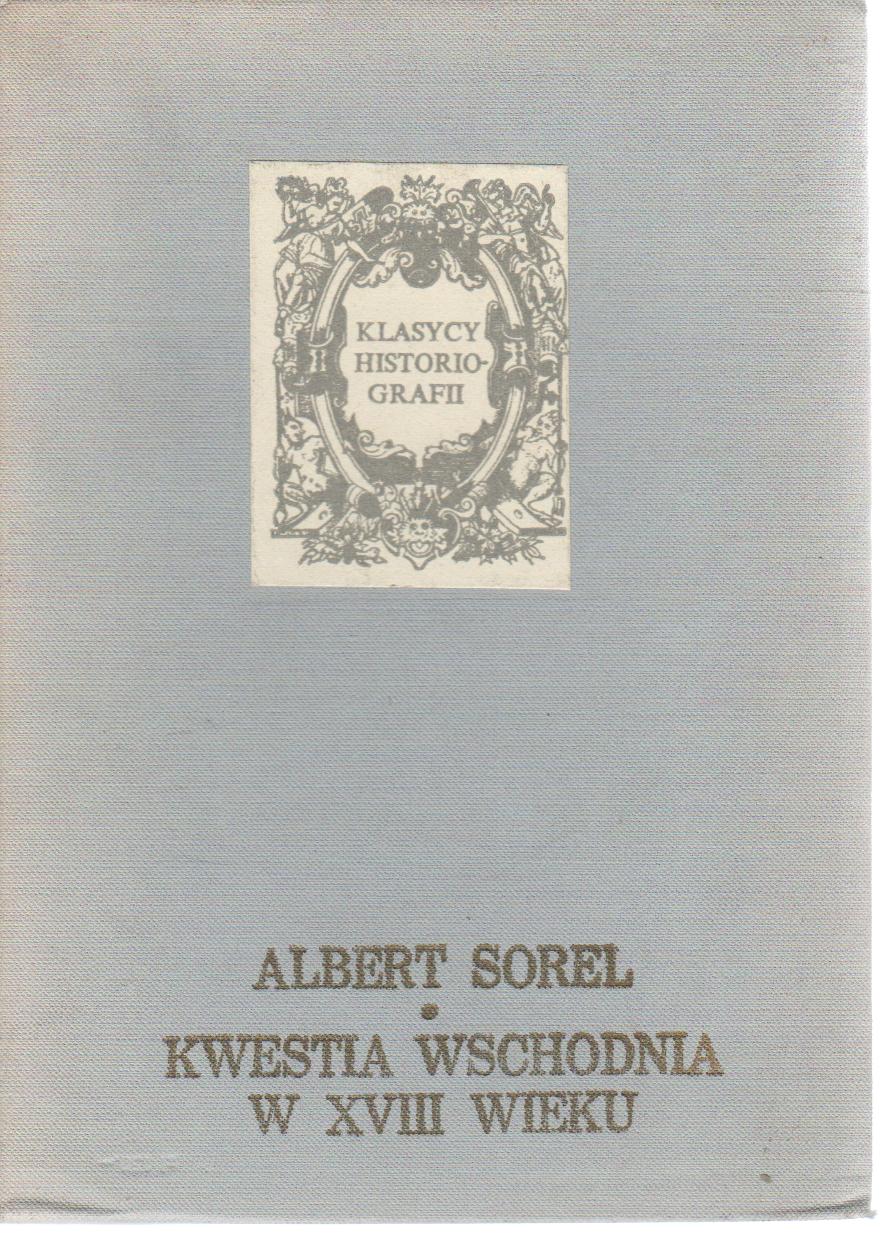 KLASYCY
HISTORIO-
GRAFII
ALBERT SOREL
•
KWESTIA WSCHODNIA
W XVIII WIEKU